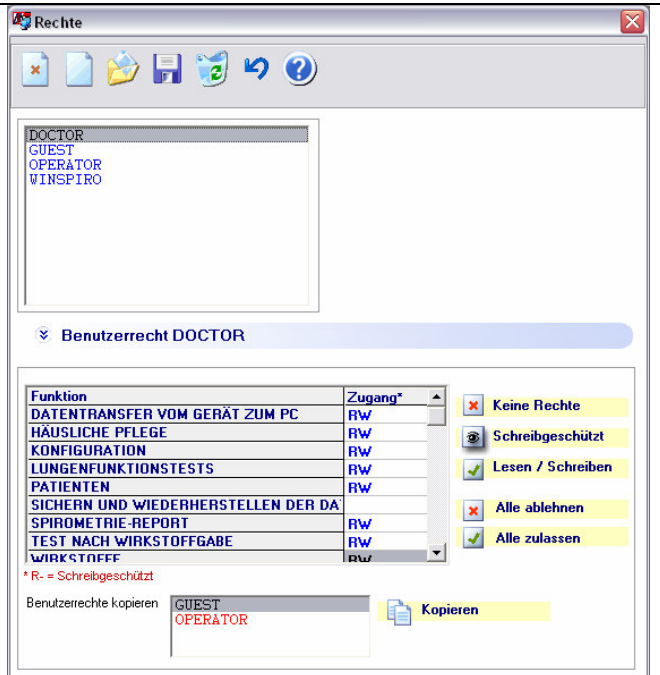 Rechte
DOCTOR
GUEST
OPERATOR
WINSPIRO
Benutzerrecht DOCTOR
Funktion Zugang*
DATENTRANSFER VOM GERÄT ZUM PC RW
HÄUSLICHE PFLEGE RW
KONFIGURATION RW
LUNGENFUNKTIONSTESTS RW
PATIENTEN RW
SICHERN UND WIEDERHERSTELLEN DER DA
SPIROMETRIE-REPORT RW
TEST NACH WIRKSTOFFGABE RW
WIRKSTOFFE RW
Keine Rechte
Schreibgeschützt
Lesen / Schreiben
Alle ablehnen
Alle zulassen
* R- = Schreibgeschützt
Benutzerrechte kopieren
GUEST
OPERATOR
Kopieren